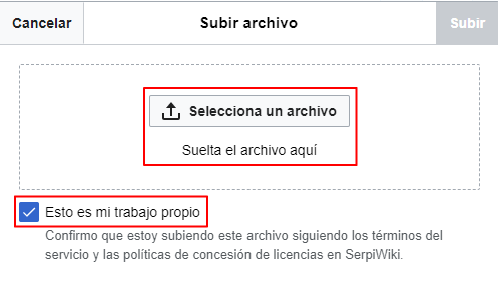 Cancelar Subir archivo Subir
Selecciona un archivo
Suelta el archivo aquí
Esto es mi trabajo propio
Confirmo que estoy subiendo este archivo siguiendo los términos del
servicio y las políticas de concesión de licencias en SerpiWiki.